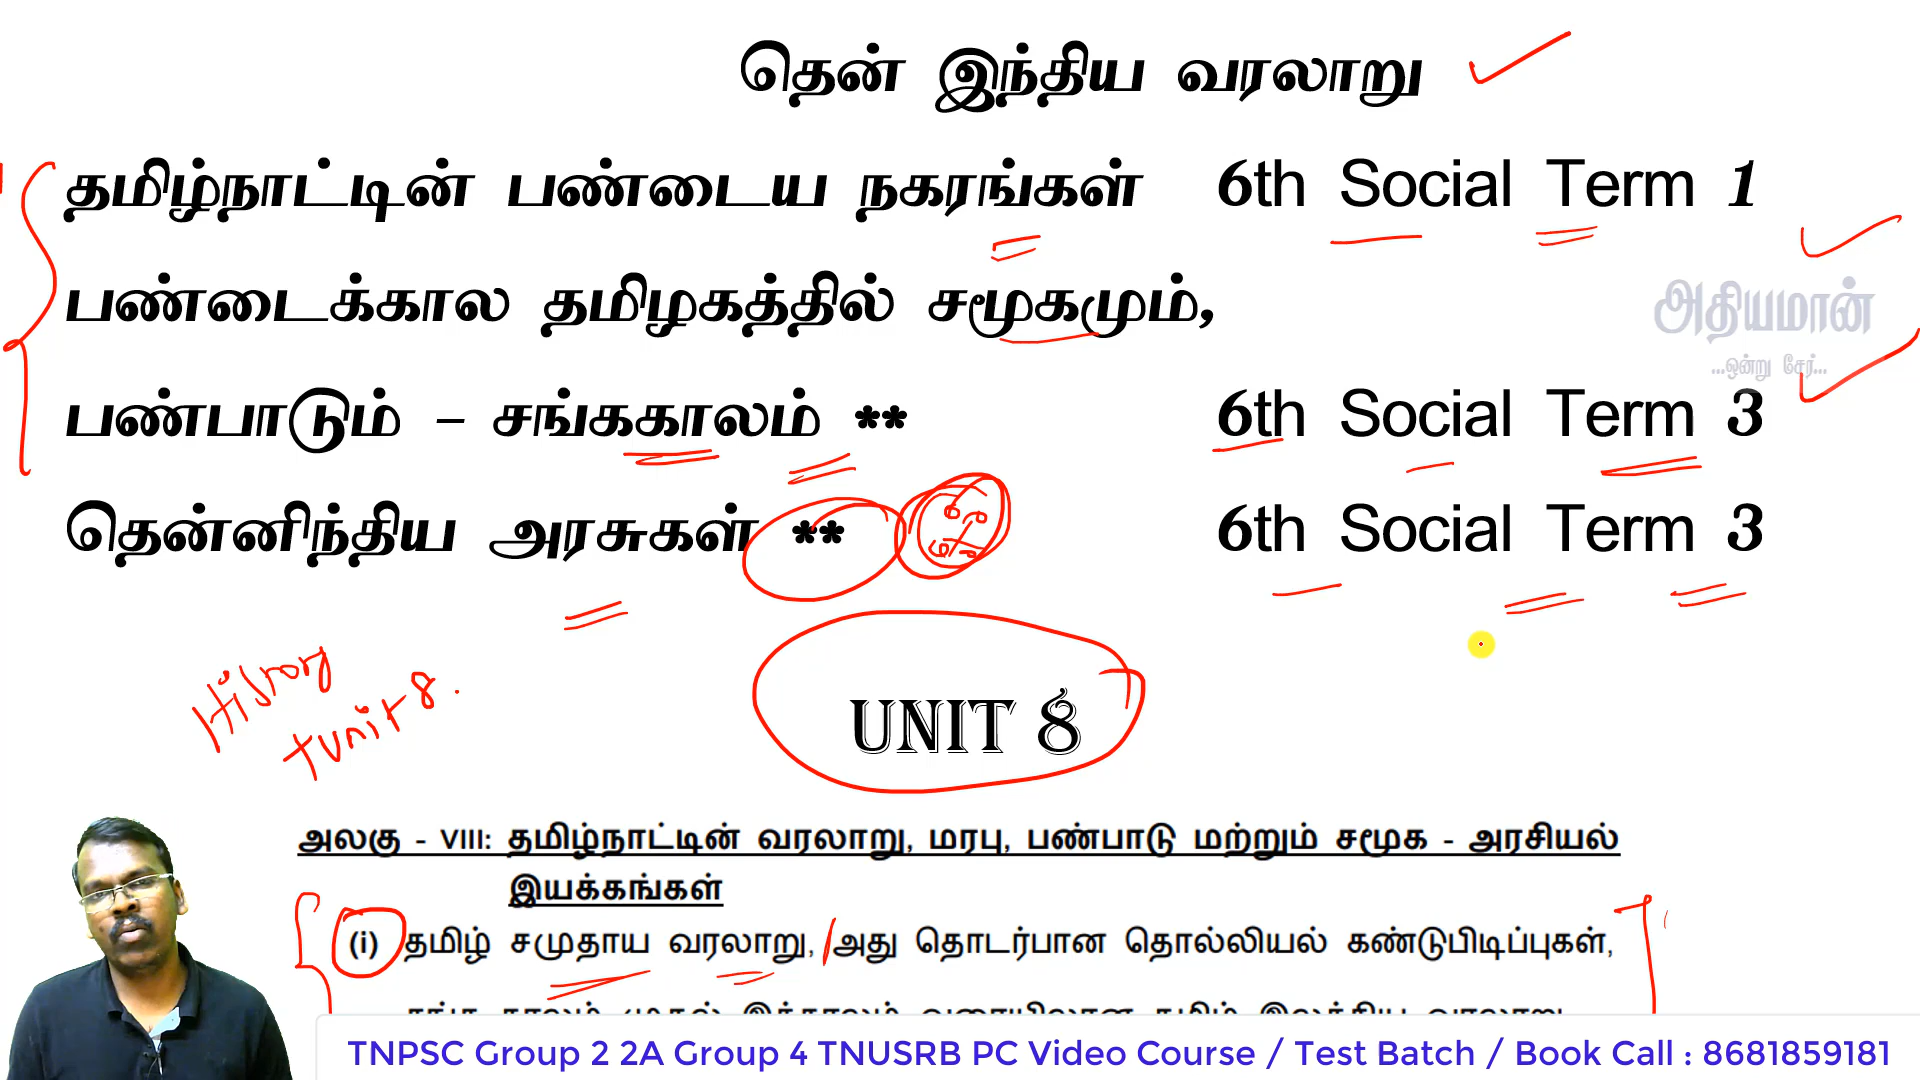 தென் இந்திய வரலாறு
தமிழ்நாட்டின் பண்டைய நகரங்கள் 6th Social Term 1
பண்டைக்கால தமிழகத்தில் சமூகமும்,
அதியமான்
...ஒன்று சேர்...
பண்பாடும் – சங்ககாலம் ** 6th Social Term 3
தென்னிந்திய அரசுகள் ** 6th Social Term 3
UNIT 8
+unit 8.
அலகு - VIII: தமிழ்நாட்டின் வரலாறு, மரபு, பண்பாடு மற்றும் சமூக - அரசியல்
இயக்கங்கள்
(i) தமிழ் சமுதாய வரலாறு, அது தொடர்பான தொல்லியல் கண்டுபிடிப்புகள்,
TNPSC Group 2 2A Group 4 TNUSRB PC Video Course / Test Batch / Book Call : 8681859181